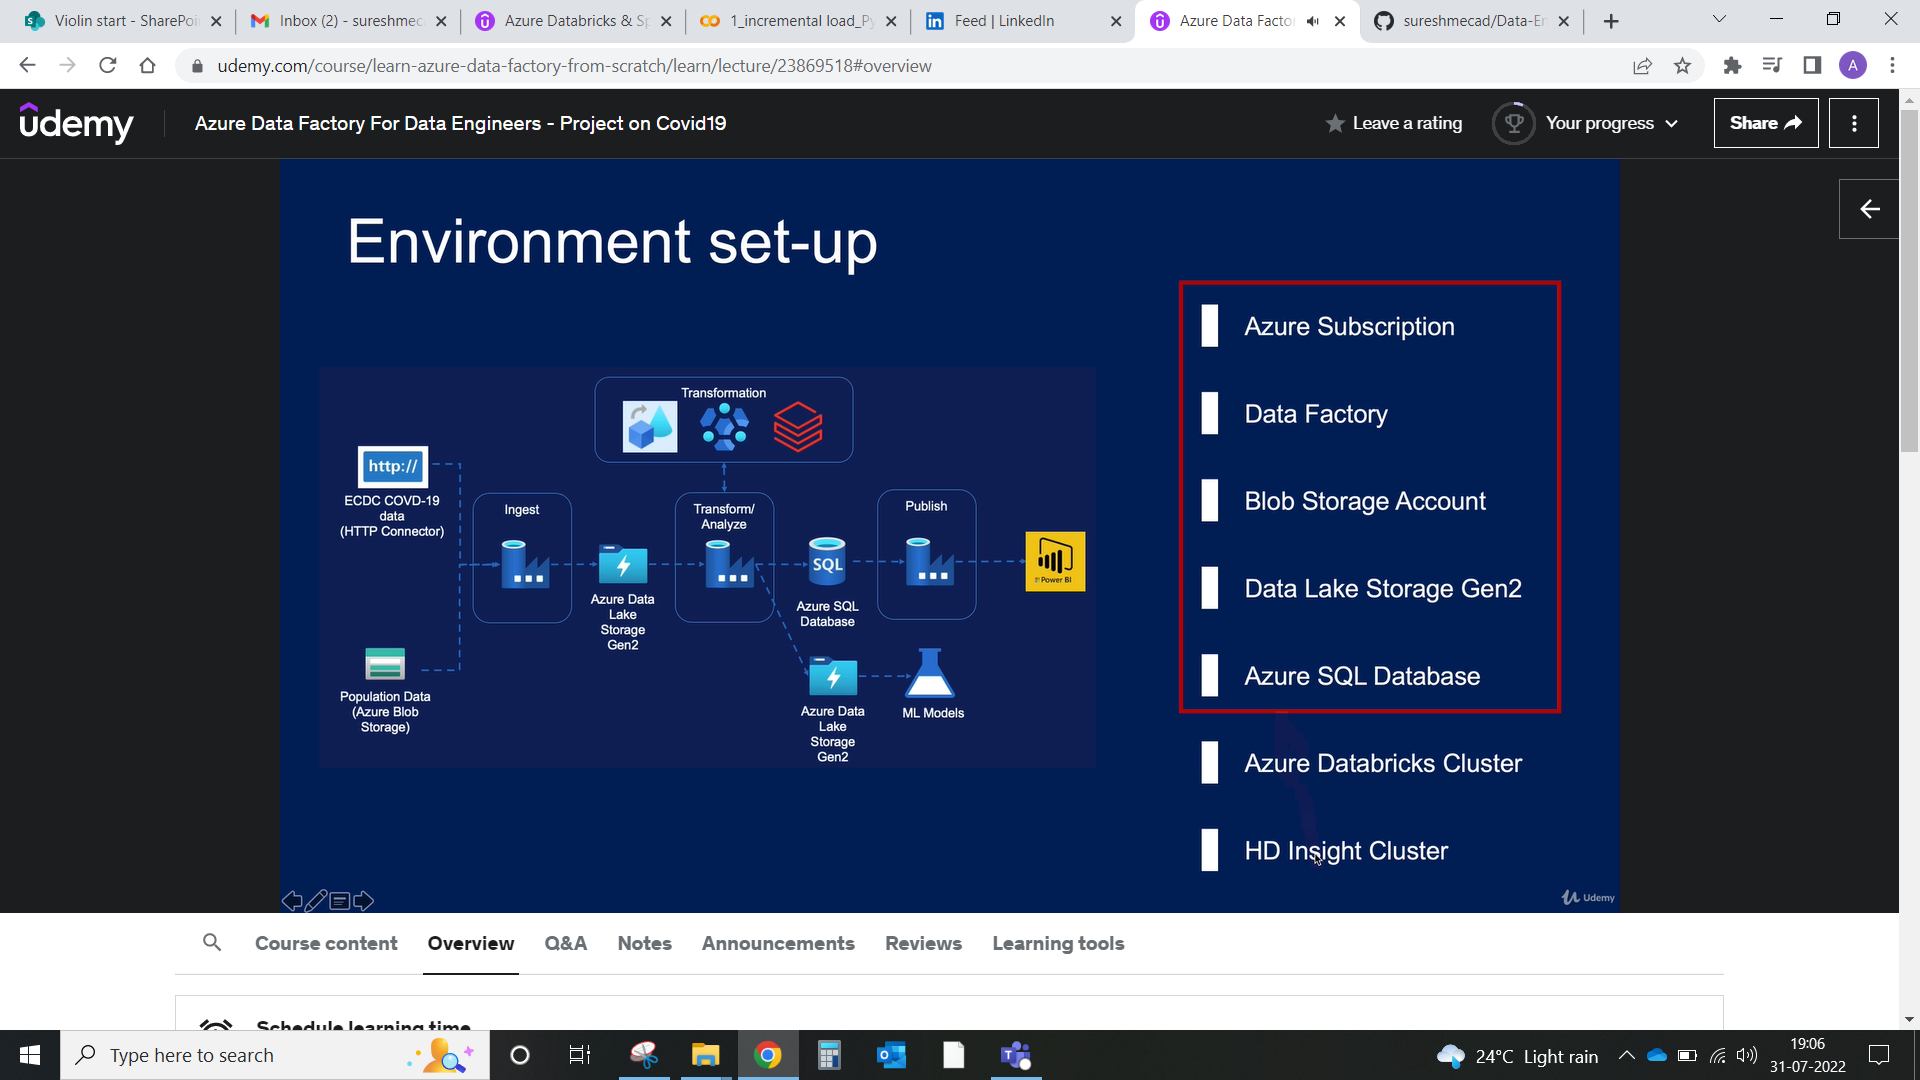 Violin start - SharePoi
Inbox (2) - sureshmec
Azure Databricks & Sp
1_incremental load_Py
Feed | LinkedIn
Azure Data Facto
sureshmecad/Data-En
udemy.com/course/learn-azure-data-factory-from-scratch/learn/lecture/23869518#overview
A
udemy
Azure Data Factory For Data Engineers - Project on Covid19
Leave a rating
Your progress
Share
Environment set-up
Transformation
http://
ECDC COVD-19
data
(HTTP Connector)
Ingest
Transform/
Analyze
Publish
SQL
Power BI
Azure Data
Lake
Storage
Gen2
Azure SQL
Database
Population Data
(Azure Blob
Storage)
Azure Data
Lake
Storage
Gen2
ML Models
Azure Subscription
Data Factory
Blob Storage Account
Data Lake Storage Gen2
Azure SQL Database
Azure Databricks Cluster
HD Insight Cluster
Udemy
Course content
Overview
Q&A
Notes
Announcements
Reviews
Learning tools
Schedule learning time
Type here to search
24°C Light rain
19:06
31-07-2022